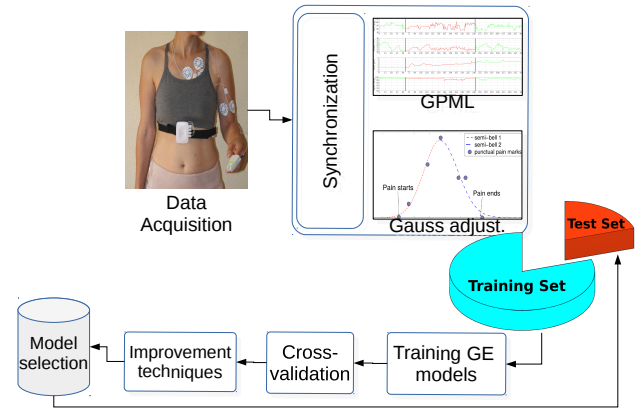 Synchronization
GPML
semi-bell 1
semi-bell 2
punctual pain marks
Pain starts
Pain ends
Gauss adjust.
Data
Acquisition
Test Set
Training Set
Model
selection
Improvement
techniques
Cross-
validation
Training GE
models